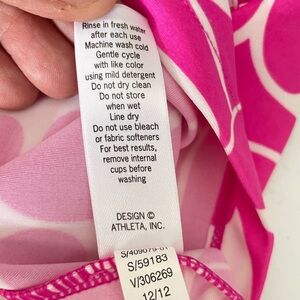 Rinse in fresh water
after each use
Machine wash cold
Gentle cycle
with like color
using mild detergent
Do not dry clean
Do not store
when wet
Line dry
Do not use bleach
or fabric softeners
For best results,
remove internal
cups before
washing
DESIGN ©
ATHLETA, INC.
S/59183
V/306269
12/12